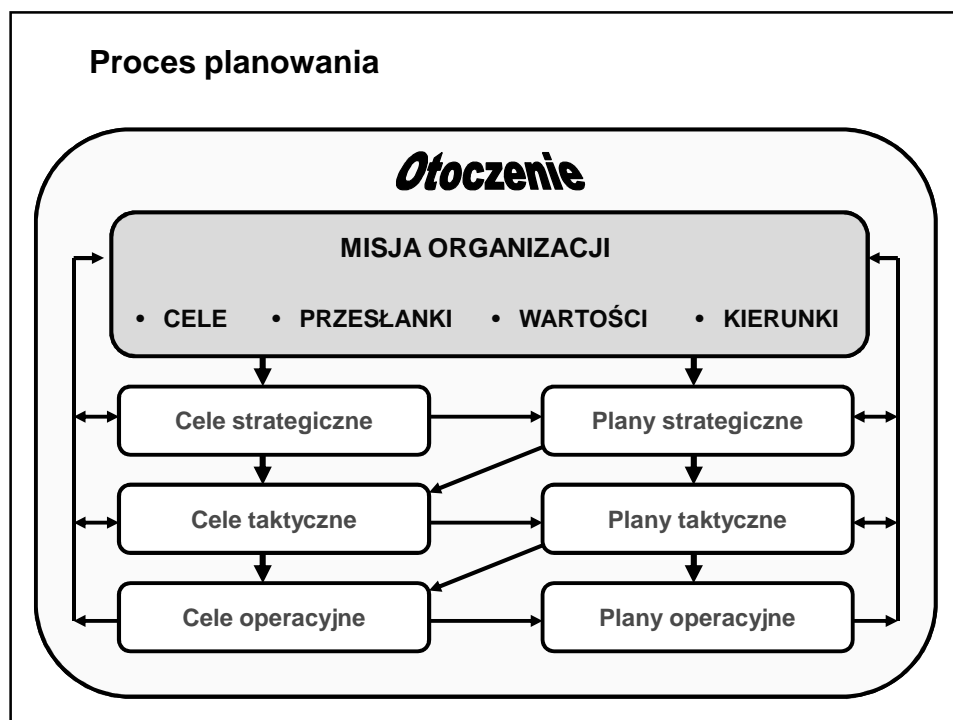 Proces planowania
Otoczenie
MISJA ORGANIZACJI
• CELE • PRZESŁANKI • WARTOŚCI • KIERUNKI
Cele strategiczne Plany strategiczne
Cele taktyczne Plany taktyczne
Cele operacyjne Plany operacyjne